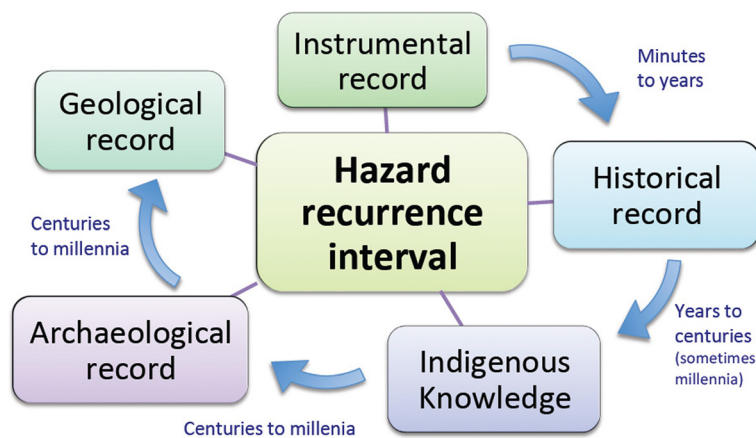 Instrumental
record
Minutes
to years
Geological
record
Hazard
recurrence
interval
Historical
record
Centuries
to millennia
Years to
centuries
(sometimes
millennia)
Archaeological
record
Indigenous
Knowledge
Centuries to millenia